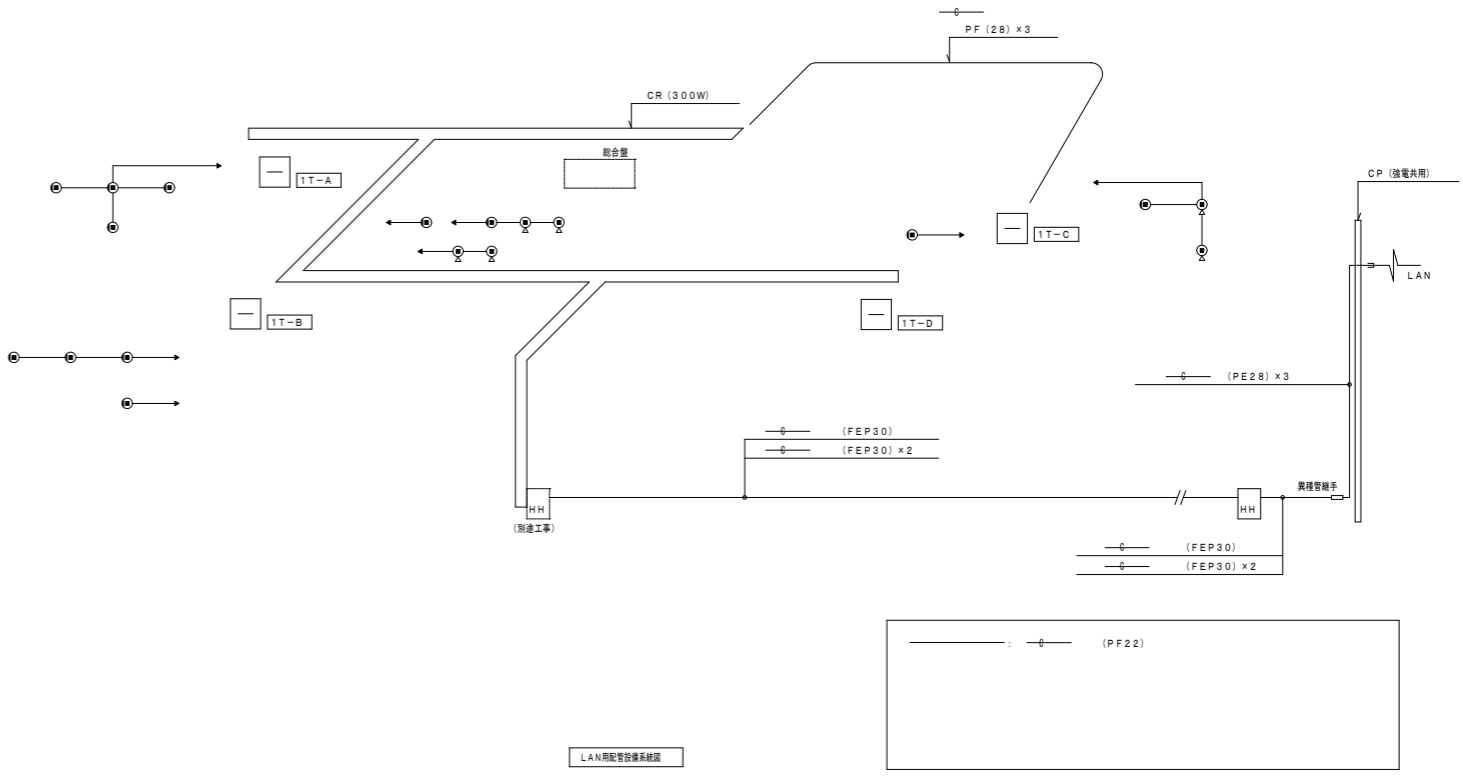 C
PF(28)×3
CR(300W)
総合盤
1T-A
CP(強電共用)
1T-C
LAN
1T-B
1T-D
C (PE28)×3
C (FEP30)
C (FEP30)×2
異種管継手
HH
HH
(別途工事)
C (FEP30)
C (FEP30)×2
: C (PF22)
LAN用配管設備系統図